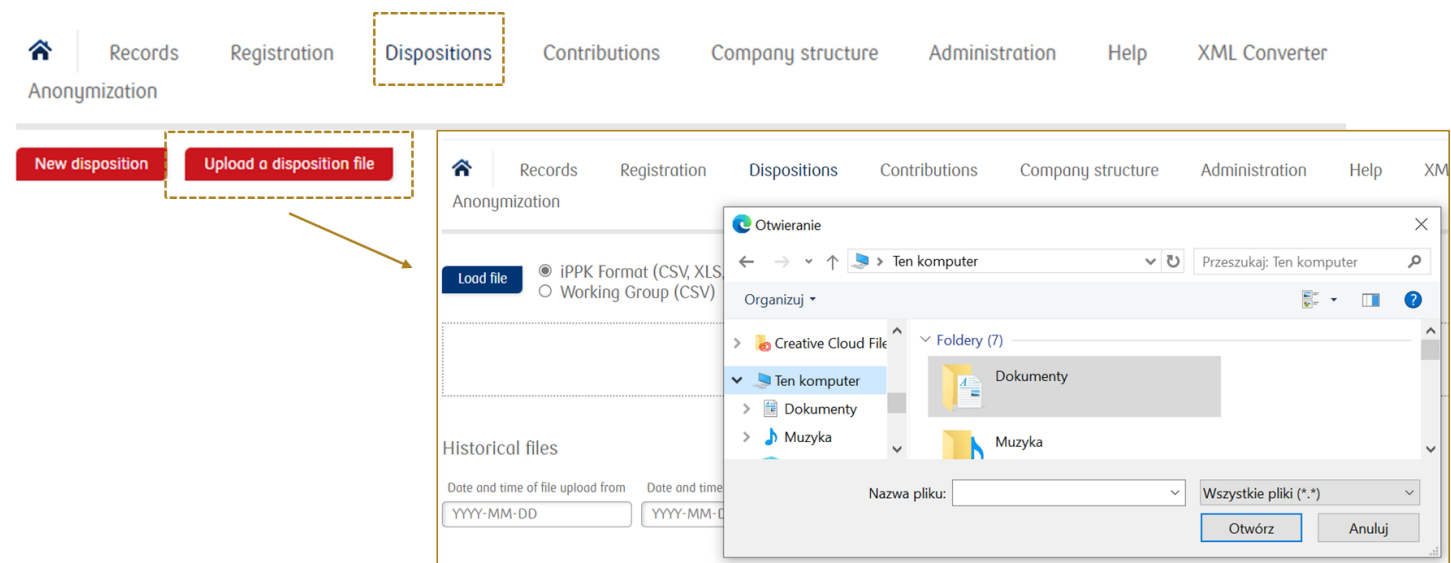 Records Registration Dispositions Contributions Company structure Administration Help XML Converter
Anonymization
New disposition Upload a disposition file
Records Registration Dispositions Contributions Company structure Administration Help XM
Anonymization
Otwieranie
Ten komputer Przeszukaj: Ten komputer
Load file iPPK Format (CSV, XLS,
Working Group (CSV)
Organizuj
Creative Cloud File
Ten komputer
Dokumenty
Muzyka
Foldery (7)
Dokumenty
Muzyka
Historical files
Date and time of file upload from Date and time
YYYY-MM-DD YYYY-MM-D
Nazwa pliku: Wszystkie pliki (*.*)
Otwórz Anuluj